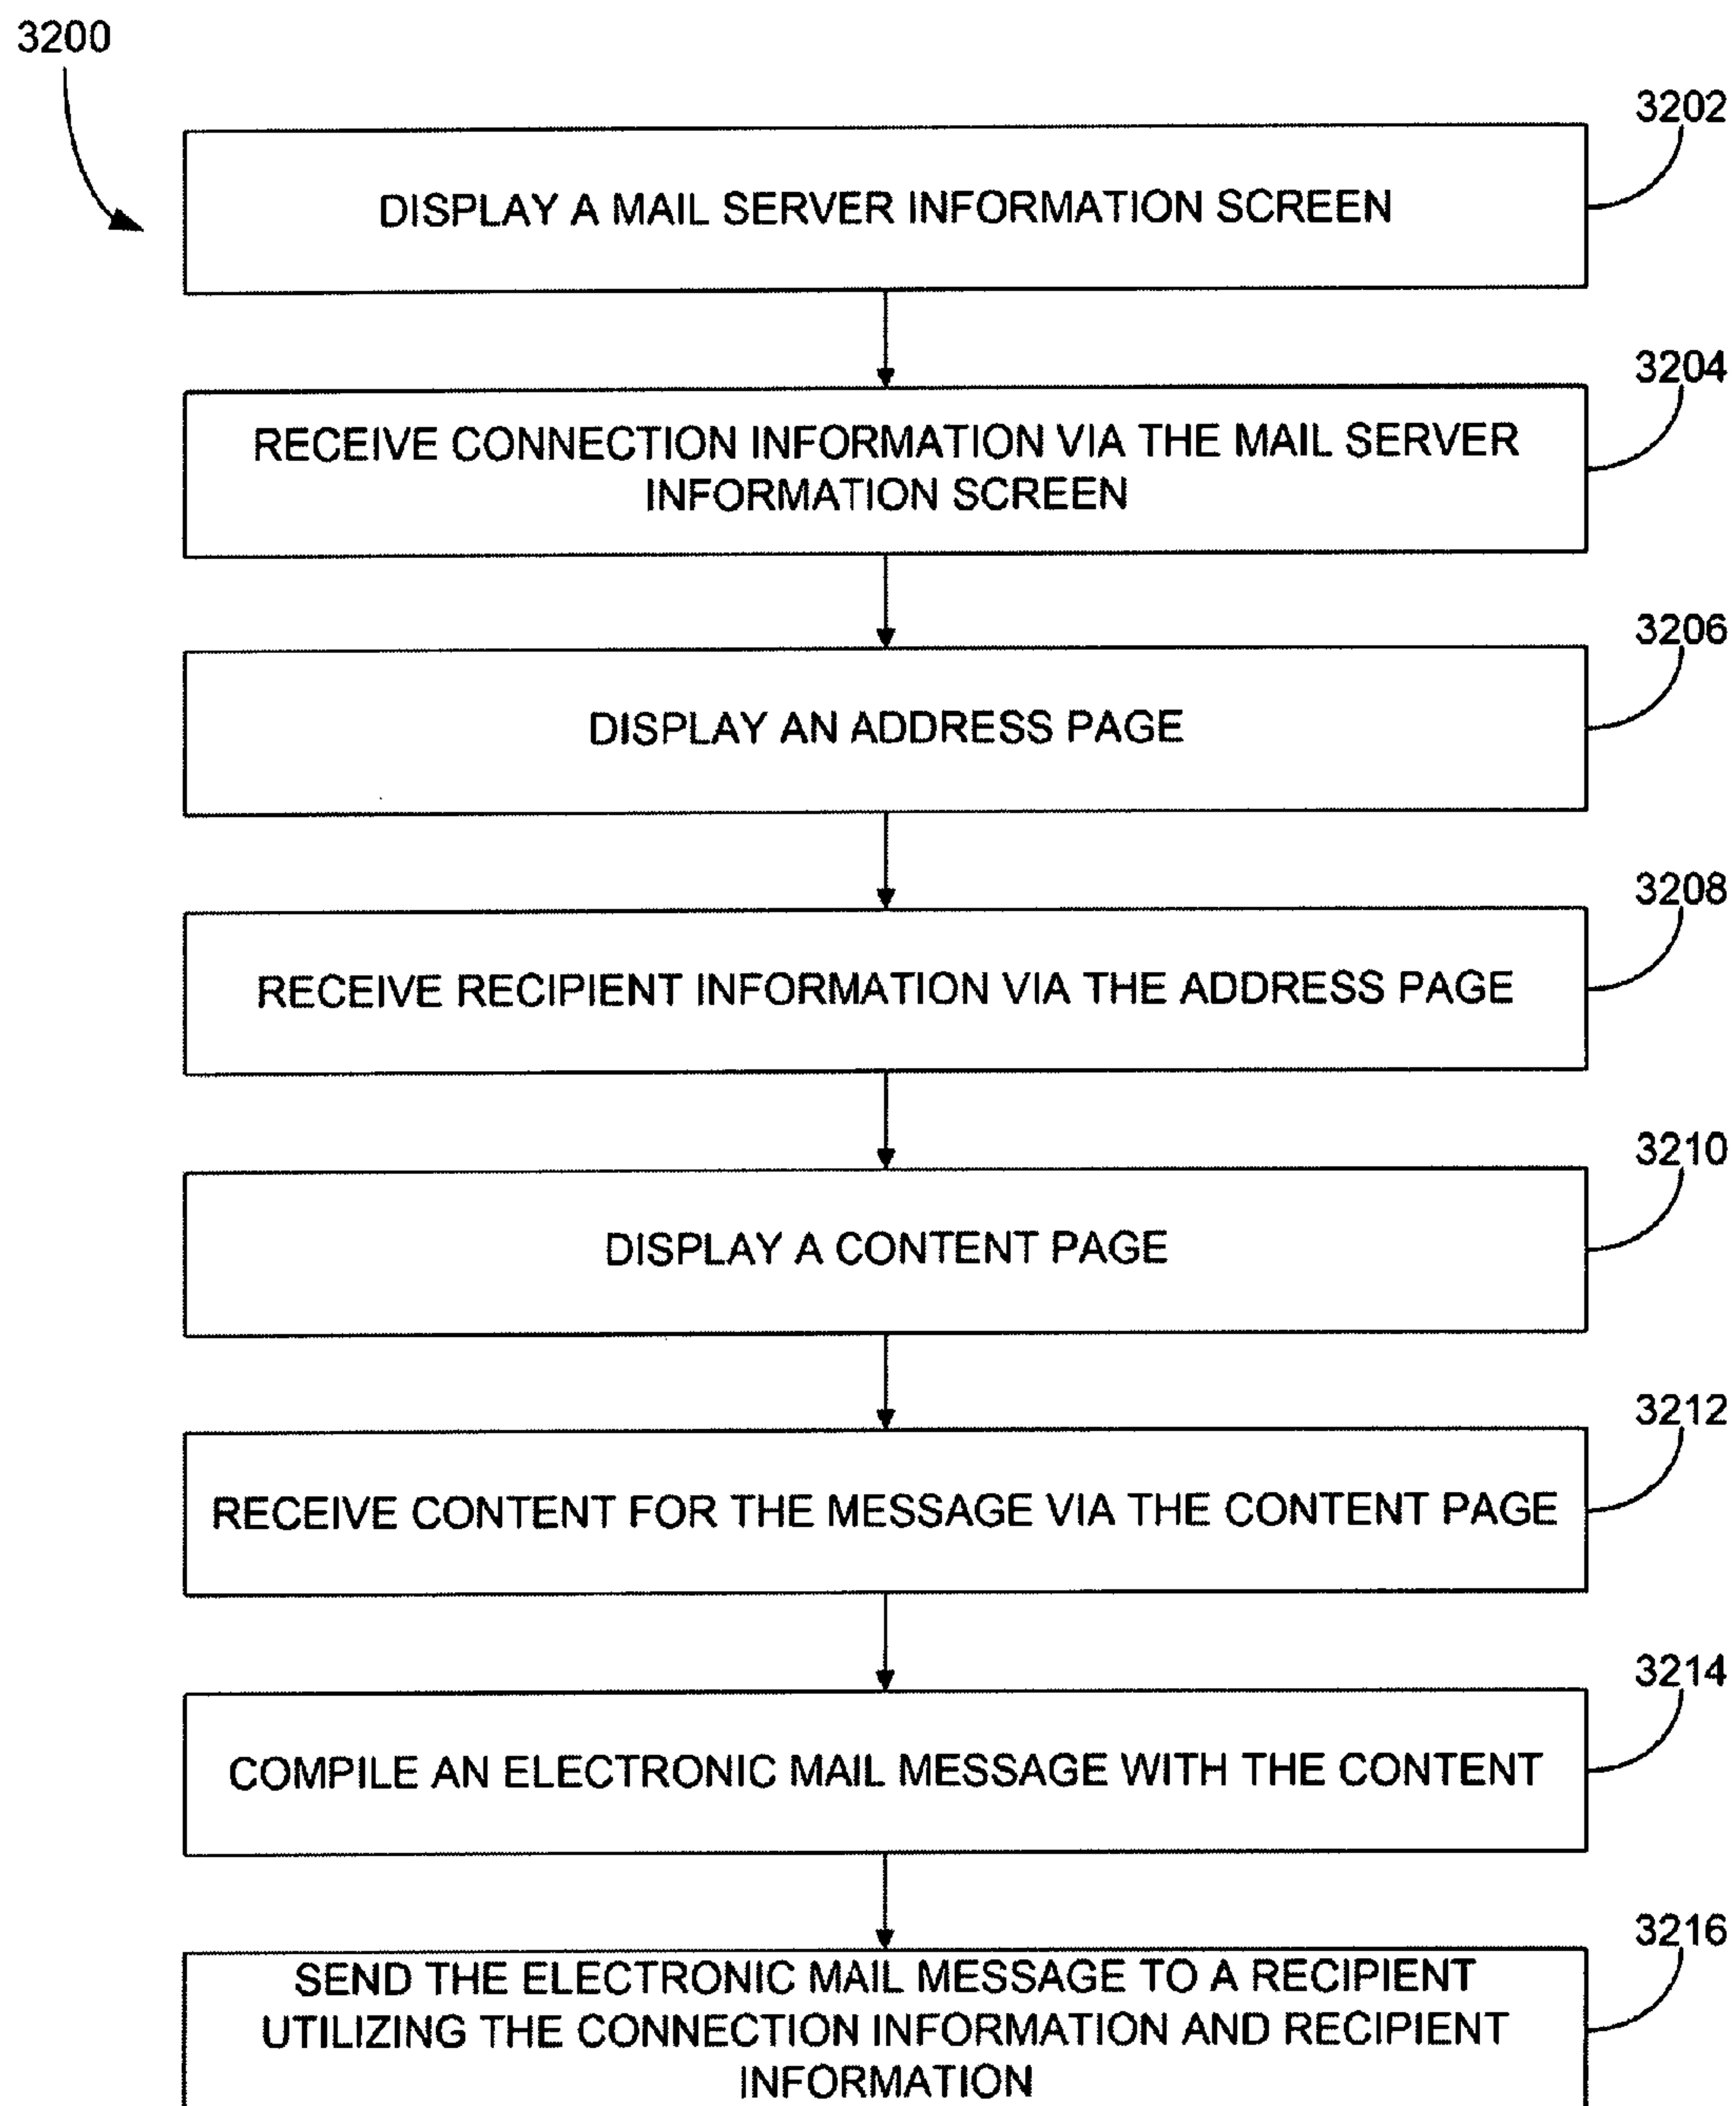 3200
3202
DISPLAY A MAIL SERVER INFORMATION SCREEN
3204
RECEIVE CONNECTION INFORMATION VIA THE MAIL SERVER
INFORMATION SCREEN
3206
DISPLAY AN ADDRESS PAGE
3208
RECEIVE RECIPIENT INFORMATION VIA THE ADDRESS PAGE
3210
DISPLAY A CONTENT PAGE
3212
RECEIVE CONTENT FOR THE MESSAGE VIA THE CONTENT PAGE
3214
COMPILE AN ELECTRONIC MAIL MESSAGE WITH THE CONTENT
3216
SEND THE ELECTRONIC MAIL MESSAGE TO A RECIPIENT
UTILIZING THE CONNECTION INFORMATION AND RECIPIENT
INFORMATION